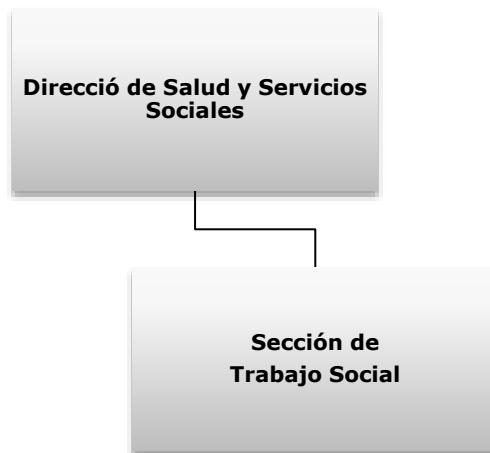 Direcció de Salud y Servicios
Sociales
Sección de
Trabajo Social